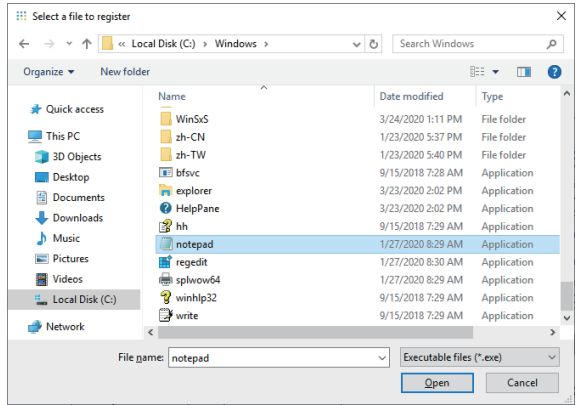 Select a file to register
« Local Disk (C:) > Windows >
Search Windows
Organize New folder
Name Date modified Type
Quick access
This PC
3D Objects
Desktop
Documents
Downloads
Music
Pictures
Videos
Local Disk (C:)
Network
WinSxS 3/24/2020 1:11 PM File folder
zh-CN 1/23/2020 5:37 PM File folder
zh-TW 1/23/2020 5:40 PM File folder
bfsvc 9/15/2018 7:28 AM Application
explorer 3/23/2020 2:02 PM Application
HelpPane 3/23/2020 2:02 PM Application
hh 9/15/2018 7:29 AM Application
notepad 1/27/2020 8:29 AM Application
regedit 1/27/2020 8:30 AM Application
splwow64 1/27/2020 8:29 AM Application
winhlp32 9/15/2018 7:29 AM Application
write 9/15/2018 7:29 AM Application
File name: notepad Executable files (*.exe)
Open Cancel